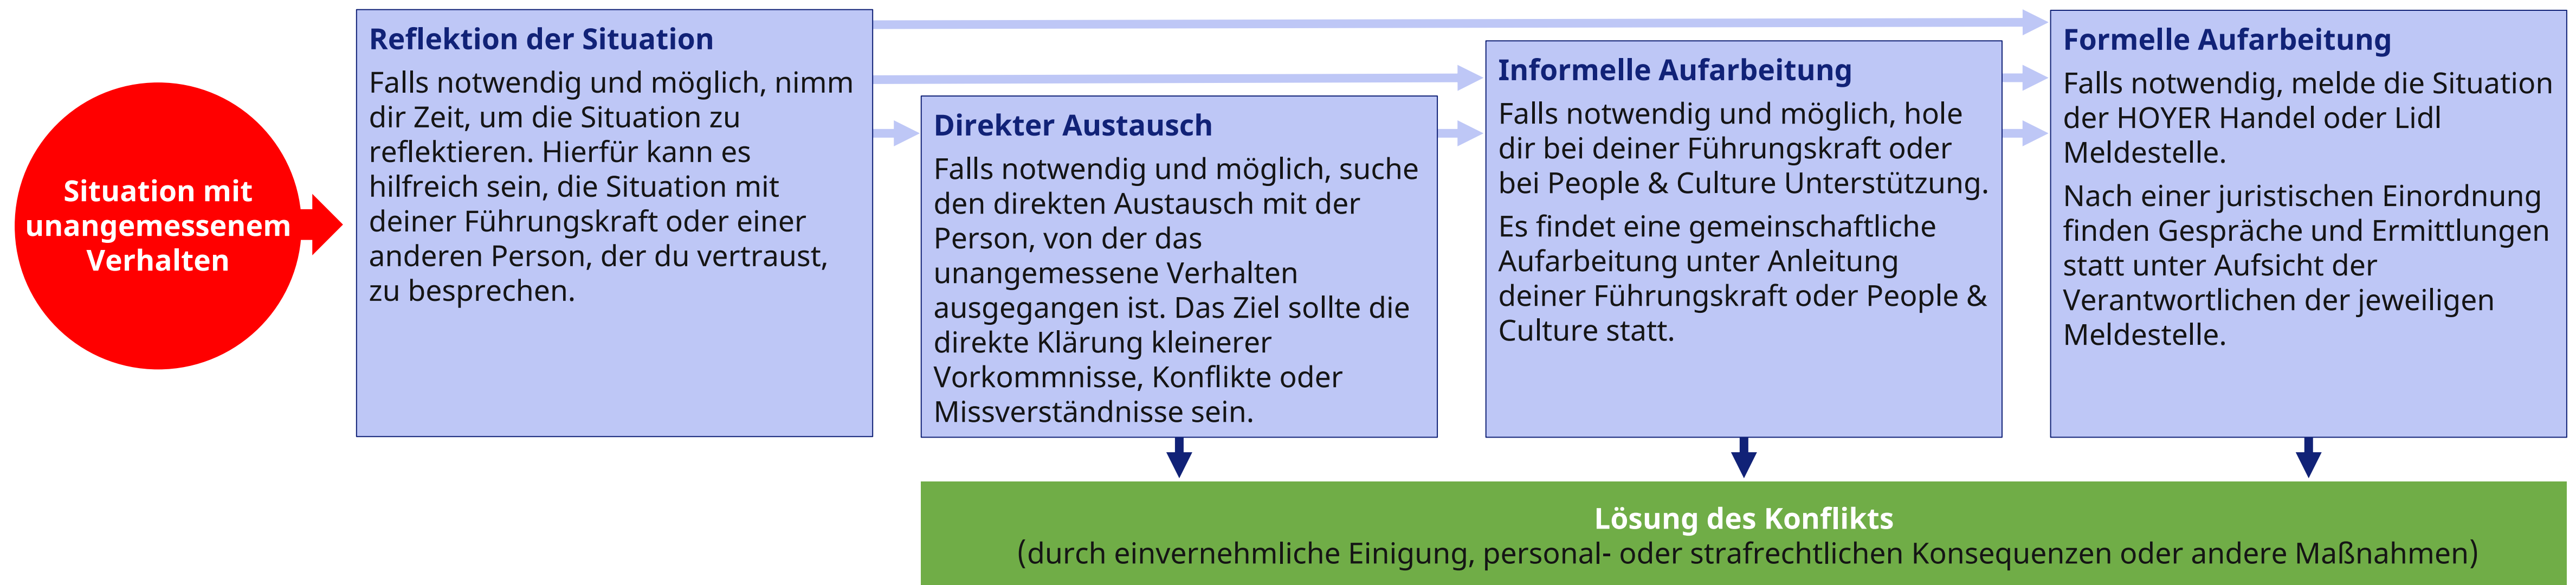 Situation mit
unangemessenem
Verhalten
Reflektion der Situation
Falls notwendig und möglich, nimm
dir Zeit, um die Situation zu
reflektieren. Hierfür kann es
hilfreich sein, die Situation mit
deiner Führungskraft oder einer
anderen Person, der du vertraust,
zu besprechen.
Direkter Austausch
Falls notwendig und möglich, suche
den direkten Austausch mit der
Person, von der das
unangemessene Verhalten
ausgegangen ist. Das Ziel sollte die
direkte Klärung kleinerer
Vorkommnisse, Konflikte oder
Missverständnisse sein.
Informelle Aufarbeitung
Falls notwendig und möglich, hole
dir bei deiner Führungskraft oder
bei People & Culture Unterstützung.
Es findet eine gemeinschaftliche
Aufarbeitung unter Anleitung
deiner Führungskraft oder People &
Culture statt.
Formelle Aufarbeitung
Falls notwendig, melde die Situation
der HOYER Handel oder Lidl
Meldestelle.
Nach einer juristischen Einordnung
finden Gespräche und Ermittlungen
statt unter Aufsicht der
Verantwortlichen der jeweiligen
Meldestelle.
Lösung des Konflikts
(durch einvernehmliche Einigung, personal- oder strafrechtlichen Konsequenzen oder andere Maßnahmen)